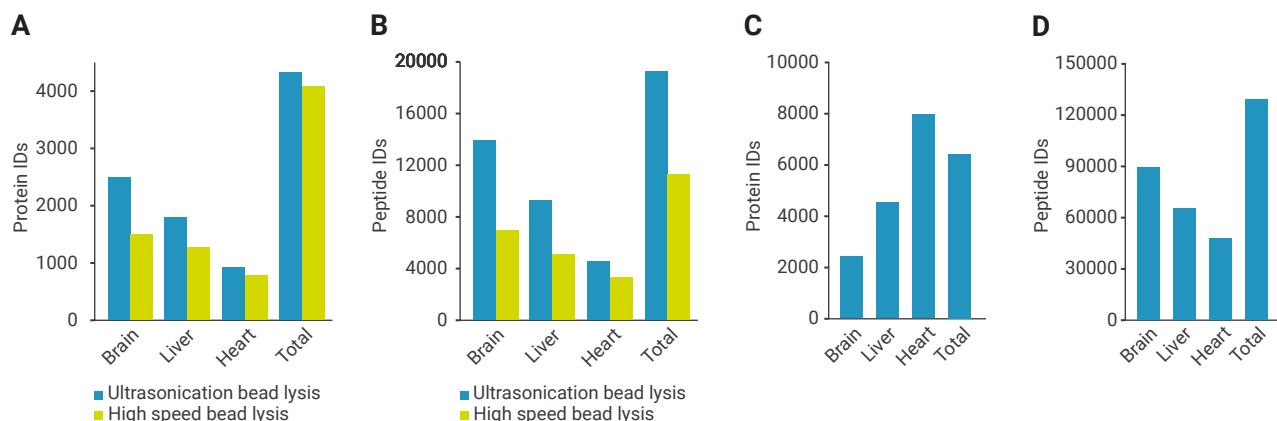 A
Protein IDs
4000
3000
2000
1000
0
Brain
Liver
Heart
Total
Ultrasonication bead lysis
High speed bead lysis
B
Peptide IDs
20000
16000
12000
8000
4000
0
Brain
Liver
Heart
Total
Ultrasonication bead lysis
High speed bead lysis
C
Protein IDs
10000
8000
6000
4000
2000
0
Brain
Liver
Heart
Total
D
Peptide IDs
150000
120000
90000
60000
30000
0
Brain
Liver
Heart
Total